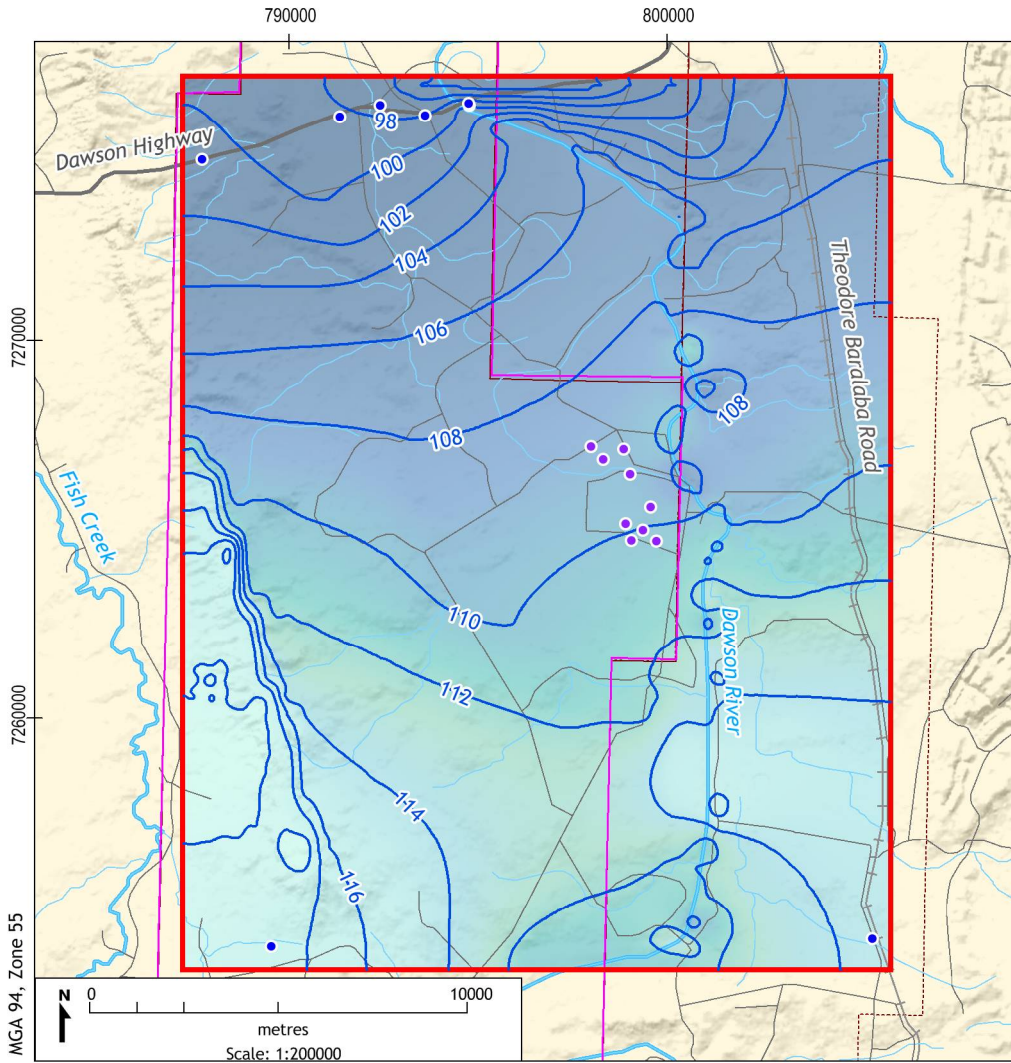 790000
800000
Dawson Highway
98
100
102
104
106
Theodore Baralaba Road
7270000
108
108
Fish Creek
110
Dawson River
112
7260000
114
116
MGA 94, Zone 55
N
0
10000
metres
Scale: 1:200000